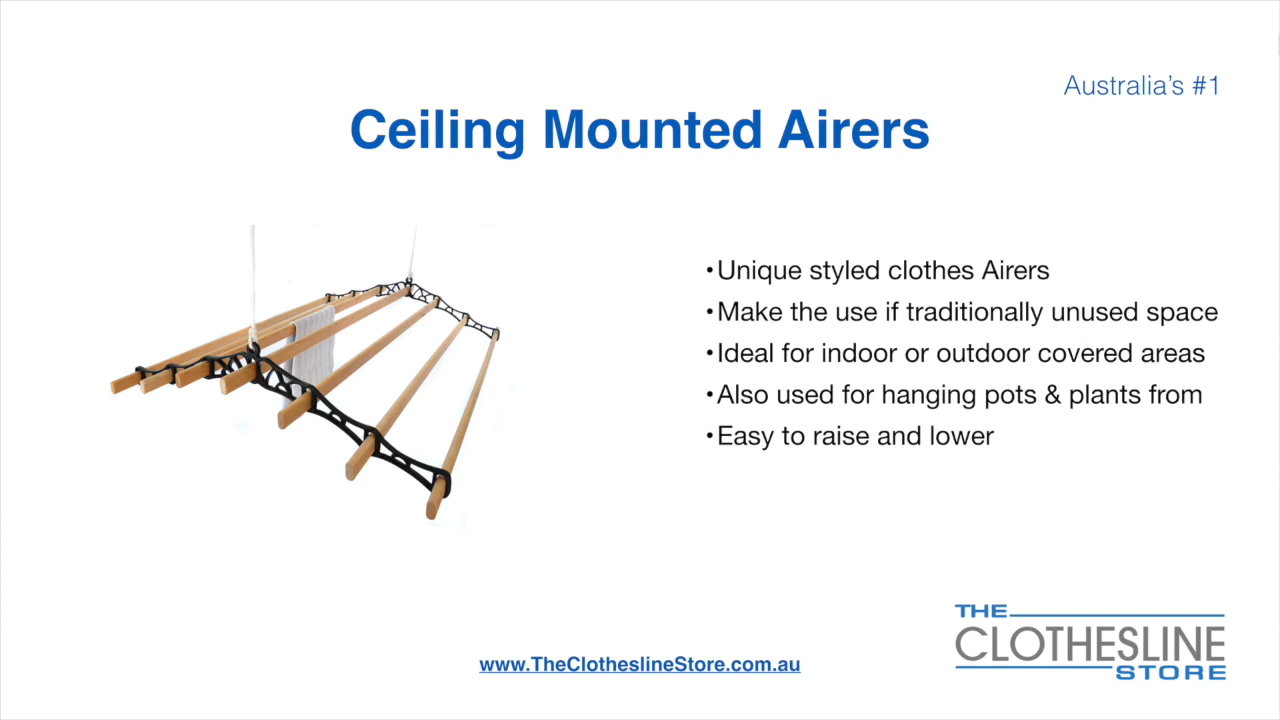 Australia's #1
Ceiling Mounted Airers
•Unique styled clothes Airers
•Make the use if traditionally unused space
•Ideal for indoor or outdoor covered areas
•Also used for hanging pots & plants from
•Easy to raise and lower
www.TheClotheslineStore.com.au
THE
CLOTHESLINE
STORE